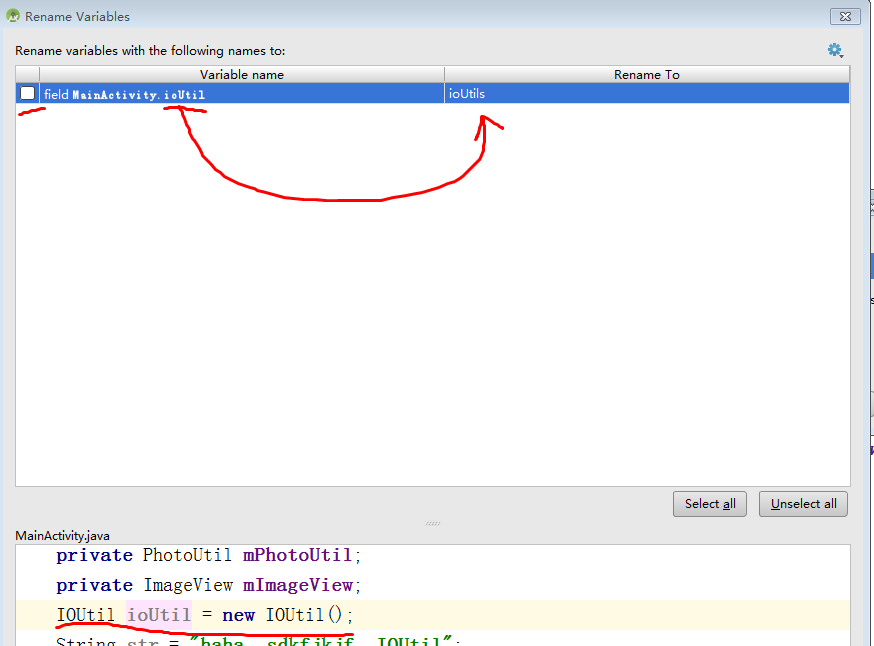 Rename Variables
Rename variables with the following names to:
Variable name Rename To
field MainActivity.ioUtil ioUtils
Select all Unselect all
MainActivity.java
private PhotoUtil mPhotoUtil;
private ImageView mImageView;
IOUtil ioUtil = new IOUtil();
String str = "haha sdkfjkjf IOUtil";